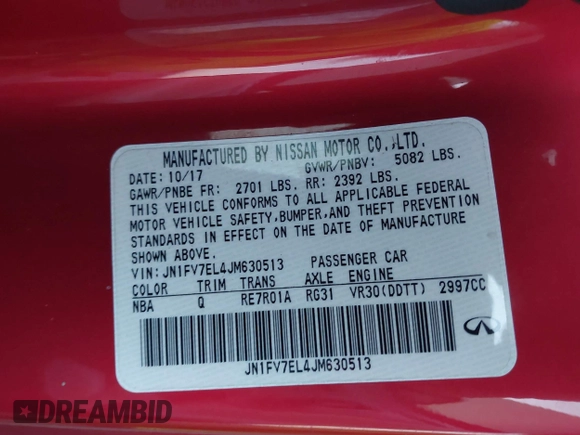 MANUFACTURED BY NISSAN MOTOR CO.,LTD.
DATE: 10/17 GVWR/PNBV: 5082 LBS.
GAWR/PNBE FR: 2701 LBS. RR: 2392 LBS.
THIS VEHICLE CONFORMS TO ALL APPLICABLE FEDERAL
MOTOR VEHICLE SAFETY, BUMPER, AND THEFT PREVENTION
STANDARDS IN EFFECT ON THE DATE OF MANUFACTURE
SHOWN ABOVE.
VIN: JN1FV7EL4JM630513 PASSENGER CAR
COLOR TRIM TRANS AXLE ENGINE
NBA Q RE7R01A RG31 VR30(DDTT) 2997CC
JN1FV7EL4JM630513
DREAMBID